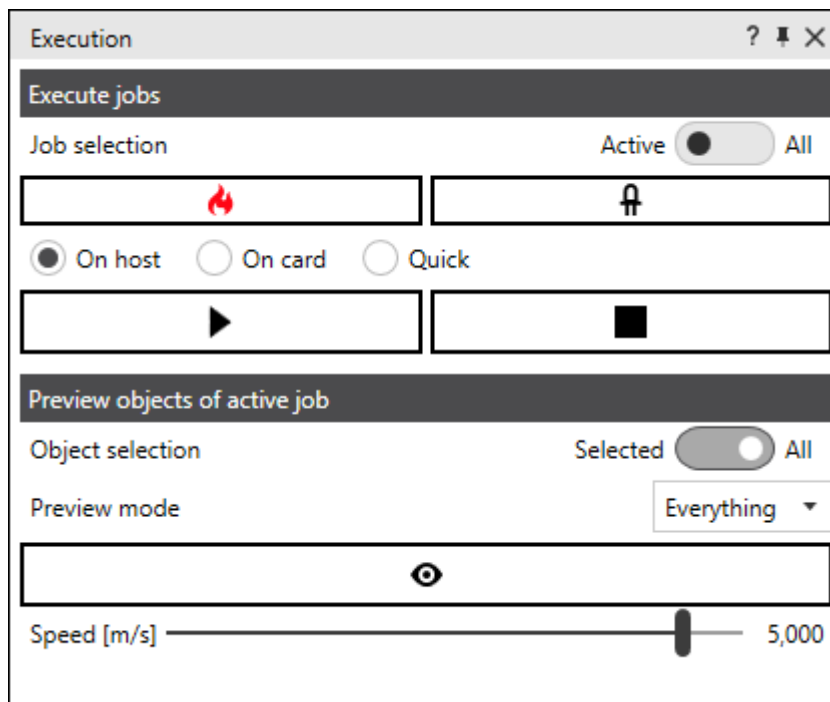 Execution ?
Execute jobs
Job selection Active All
On host On card Quick
Preview objects of active job
Object selection Selected All
Preview mode Everything
Speed [m/s] 5,000